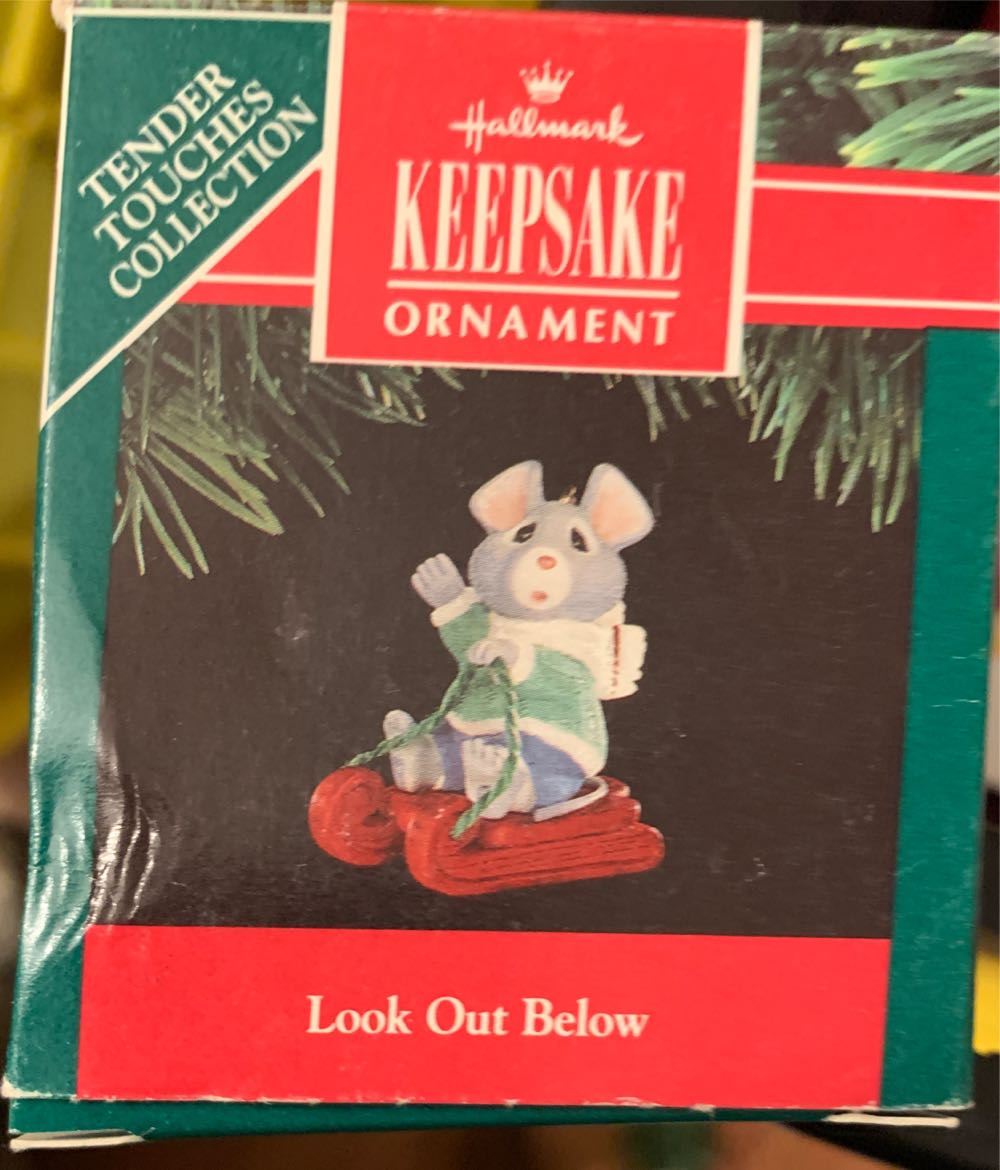 TENDER
TOUCHES
COLLECTION
Hallmark
KEEPSAKE
ORNAMENT
Look Out Below